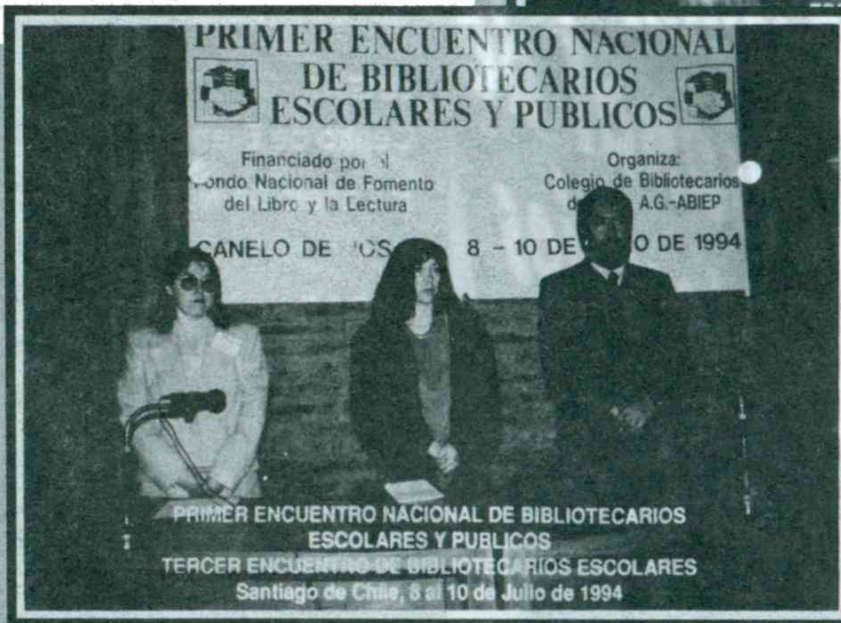 PRIMER ENCUENTRO NACIONAL
DE BIBLIOTECARIOS
ESCOLARES Y PUBLICOS
Financiado por
Fondo Nacional de Fomento
del Libro y la Lectura
Organiza:
Colegio de Bibliotecarios
A.G.-ABIEP
CANELO DE 8 - 10 DE O DE 1994
PRIMER ENCUENTRO NACIONAL DE BIBLIOTECARIOS
ESCOLARES Y PUBLICOS
TERCER ENCUENTRO DE BIBLIOTECARIOS ESCOLARES
Santiago de Chile, 8 al 10 de Julio de 1994